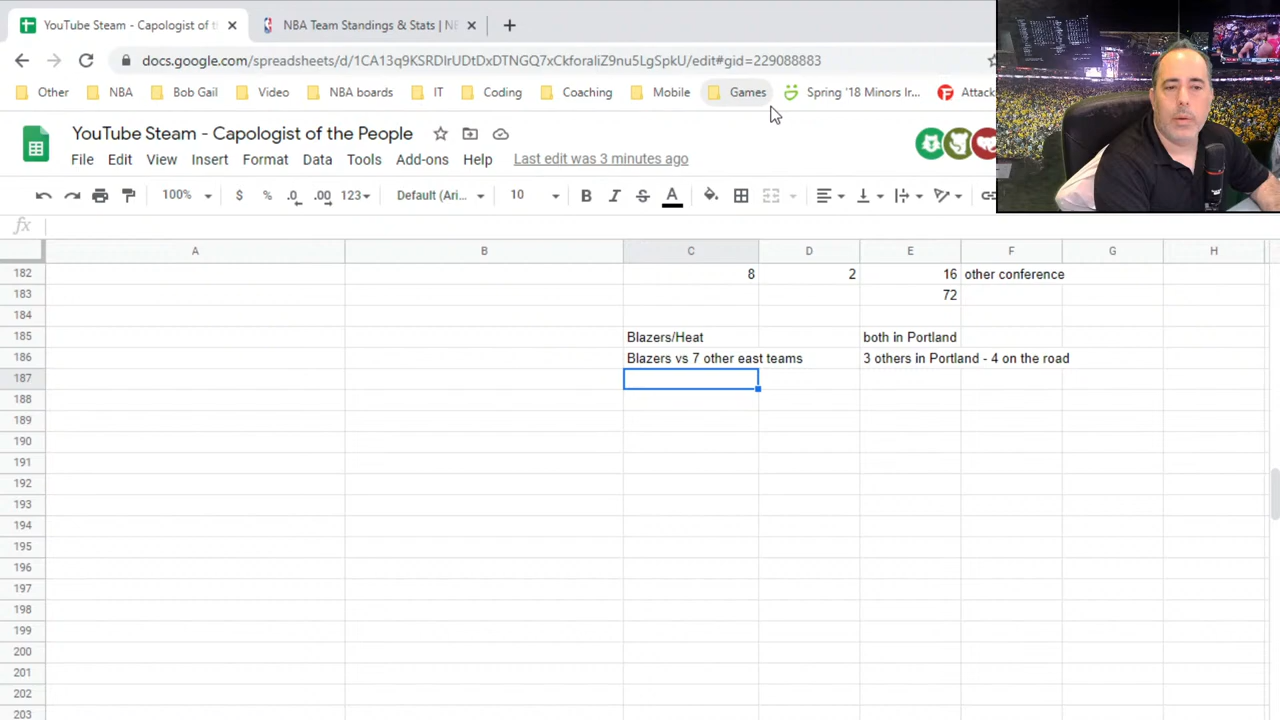 YouTube Steam - Capologist of t
NBA Team Standings & Stats | NE
docs.google.com/spreadsheets/d/1CA13q9KSRDIrUDtDxDTNGQ7xCkforaIiZ9nu5LgSpkU/edit#gid=229088883
Other NBA Bob Gail Video NBA boards IT Coding Coaching Mobile Games Spring '18 Minors Ir... Attack
YouTube Steam - Capologist of the People
File Edit View Insert Format Data Tools Add-ons Help Last edit was 3 minutes ago
100% $ % .0 .00 123 Default (Ari... 10 B I S A
fx
A B C D E F G H
182 8 2 16 other conference
183 72
184
185 Blazers/Heat both in Portland
186 Blazers vs 7 other east teams 3 others in Portland - 4 on the road
187
188
189
190
191
192
193
194
195
196
197
198
199
200
201
202
203